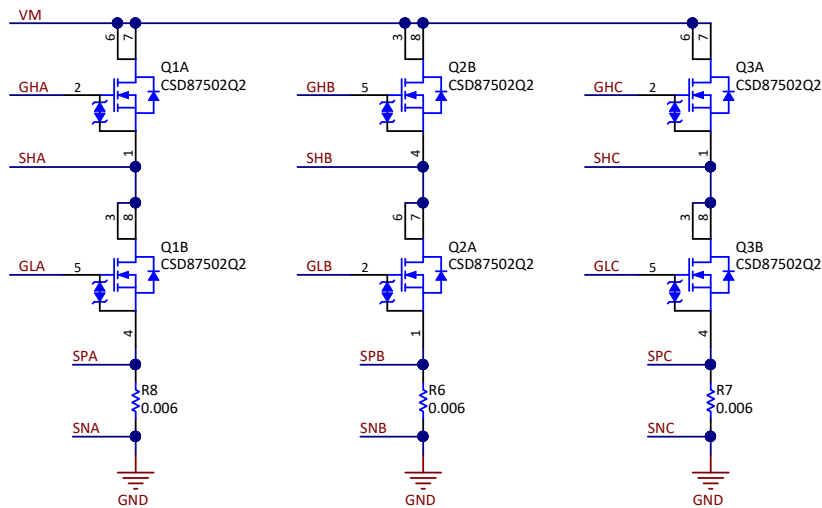 VM
6 7 3 8 6 7
Q1A Q2B Q3A
CSD87502Q2 CSD87502Q2 CSD87502Q2
GHA 2 GHB 5 GHC 2
1 4 1
SHA SHB SHC
3 8 6 7 3 8
Q1B Q2A Q3B
CSD87502Q2 CSD87502Q2 CSD87502Q2
GLA 5 GLB 2 GLC 5
4 1 4
SPA SPB SPC
R8 R6 R7
0.006 0.006 0.006
SNA SNB SNC
GND GND GND